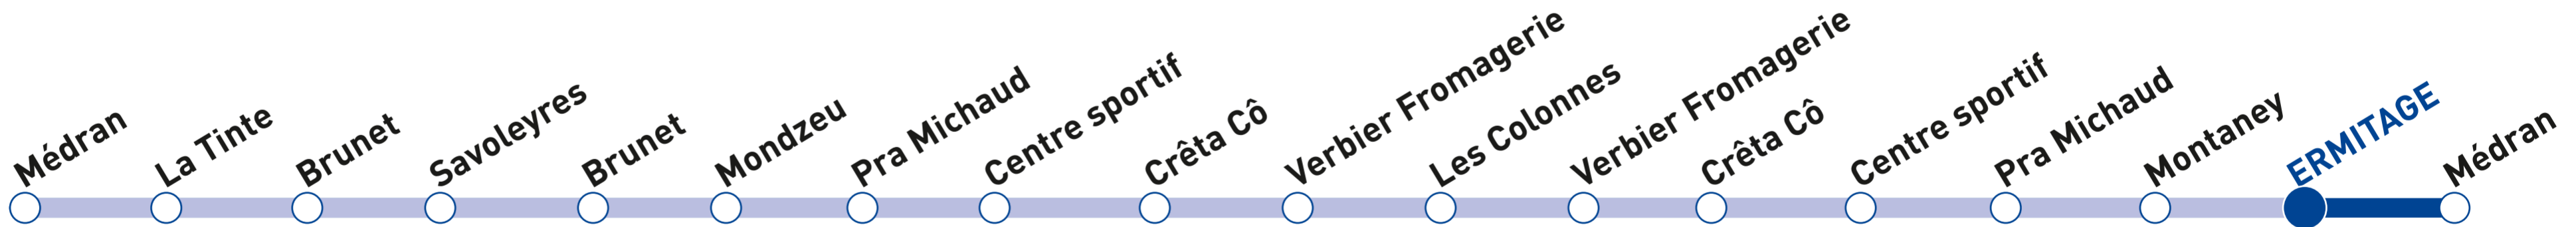 Médran
La Tinte
Brunet
Savoleyres
Brunet
Mondzeu
Pra Michaud
Centre sportif
Crêta Cô
Verbier Fromagerie
Les Colonnes
Verbier Fromagerie
Crêta Cô
Centre sportif
Pra Michaud
Montaney
ERMITAGE
Médran